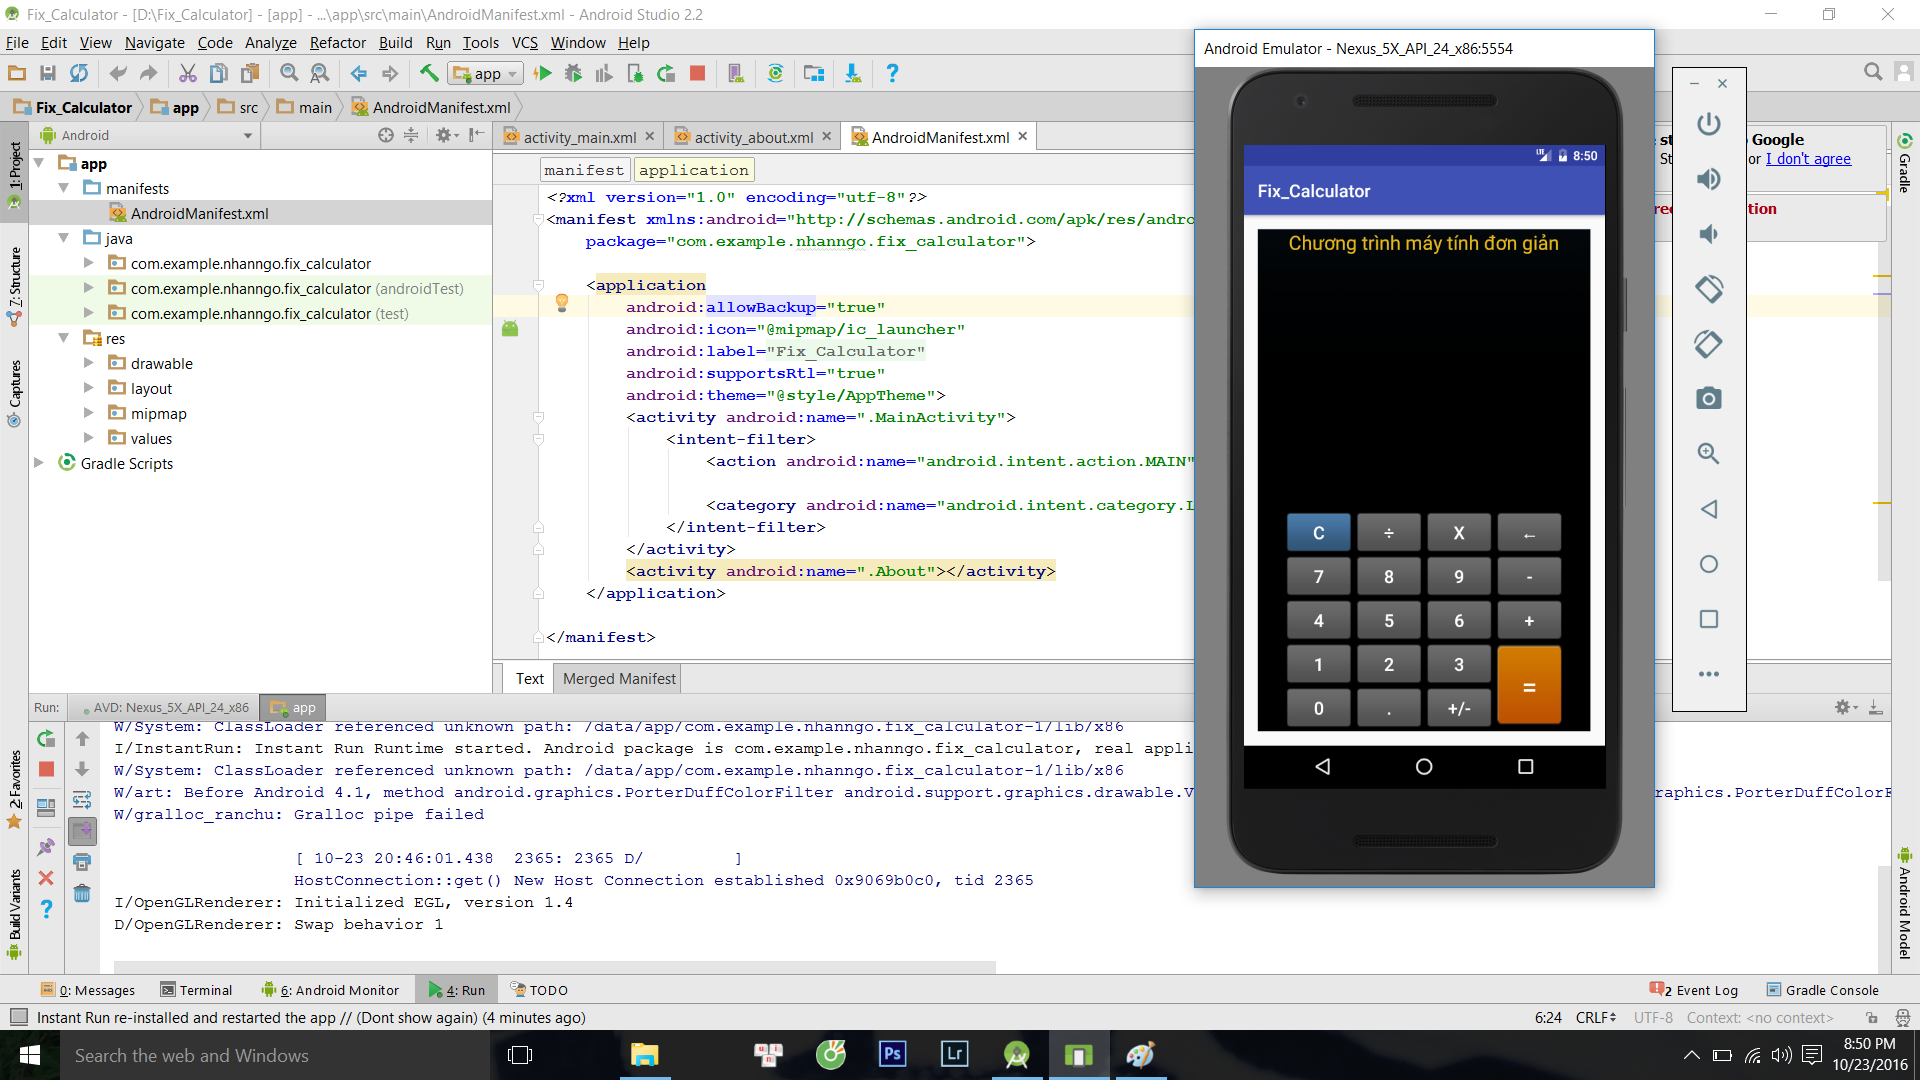 Fix_Calculator - [D:\Fix_Calculator] - [app] - ...\app\src\main\AndroidManifest.xml - Android Studio 2.2
File Edit View Navigate Code Analyze Refactor Build Run Tools VCS Window Help
app
Fix_Calculator app src main AndroidManifest.xml
1: Project
7: Structure
Captures
2: Favorites
Build Variants
Android
app
manifests
AndroidManifest.xml
java
com.example.nhanngo.fix_calculator
com.example.nhanngo.fix_calculator (androidTest)
com.example.nhanngo.fix_calculator (test)
res
drawable
layout
mipmap
values
Gradle Scripts
activity_main.xml activity_about.xml AndroidManifest.xml
manifest application
<?xml version="1.0" encoding="utf-8"?>
<manifest xmlns:android="http://schemas.android.com/apk/res/andro
package="com.example.nhanngo.fix_calculator">
<application
android:allowBackup="true"
android:icon="@mipmap/ic_launcher"
android:label="Fix_Calculator"
android:supportsRtl="true"
android:theme="@style/AppTheme">
<activity android:name=".MainActivity">
<intent-filter>
<action android:name="android.intent.action.MAIN"
<category android:name="android.intent.category.L
</intent-filter>
</activity>
<activity android:name=".About"></activity>
</application>
</manifest>
Text Merged Manifest
Android Emulator - Nexus_5X_API_24_x86:5554
LTE 8:50
Fix_Calculator
Chương trình máy tính đơn giản
C ÷ X ←
7 8 9 -
4 5 6 +
1 2 3 =
0 . +/-
Google
or I don't agree
Gradle
Android Model
Run: AVD: Nexus_5X_API_24_x86 app
W/System: ClassLoader referenced unknown path: /data/app/com.example.nhanngo.fix_calculator-1/lib/x86
I/InstantRun: Instant Run Runtime started. Android package is com.example.nhanngo.fix_calculator, real appli
W/System: ClassLoader referenced unknown path: /data/app/com.example.nhanngo.fix_calculator-1/lib/x86
W/art: Before Android 4.1, method android.graphics.PorterDuffColorFilter android.support.graphics.drawable.V raphics.PorterDuffColorF
W/gralloc_ranchu: Gralloc pipe failed
[ 10-23 20:46:01.438 2365: 2365 D/ ]
HostConnection::get() New Host Connection established 0x9069b0c0, tid 2365
I/OpenGLRenderer: Initialized EGL, version 1.4
D/OpenGLRenderer: Swap behavior 1
0: Messages Terminal 6: Android Monitor 4: Run TODO 2 Event Log Gradle Console
Instant Run re-installed and restarted the app // (Dont show again) (4 minutes ago) 6:24 CRLF UTF-8 Context: <no context>
Search the web and Windows
Ps Lr
8:50 PM
10/23/2016